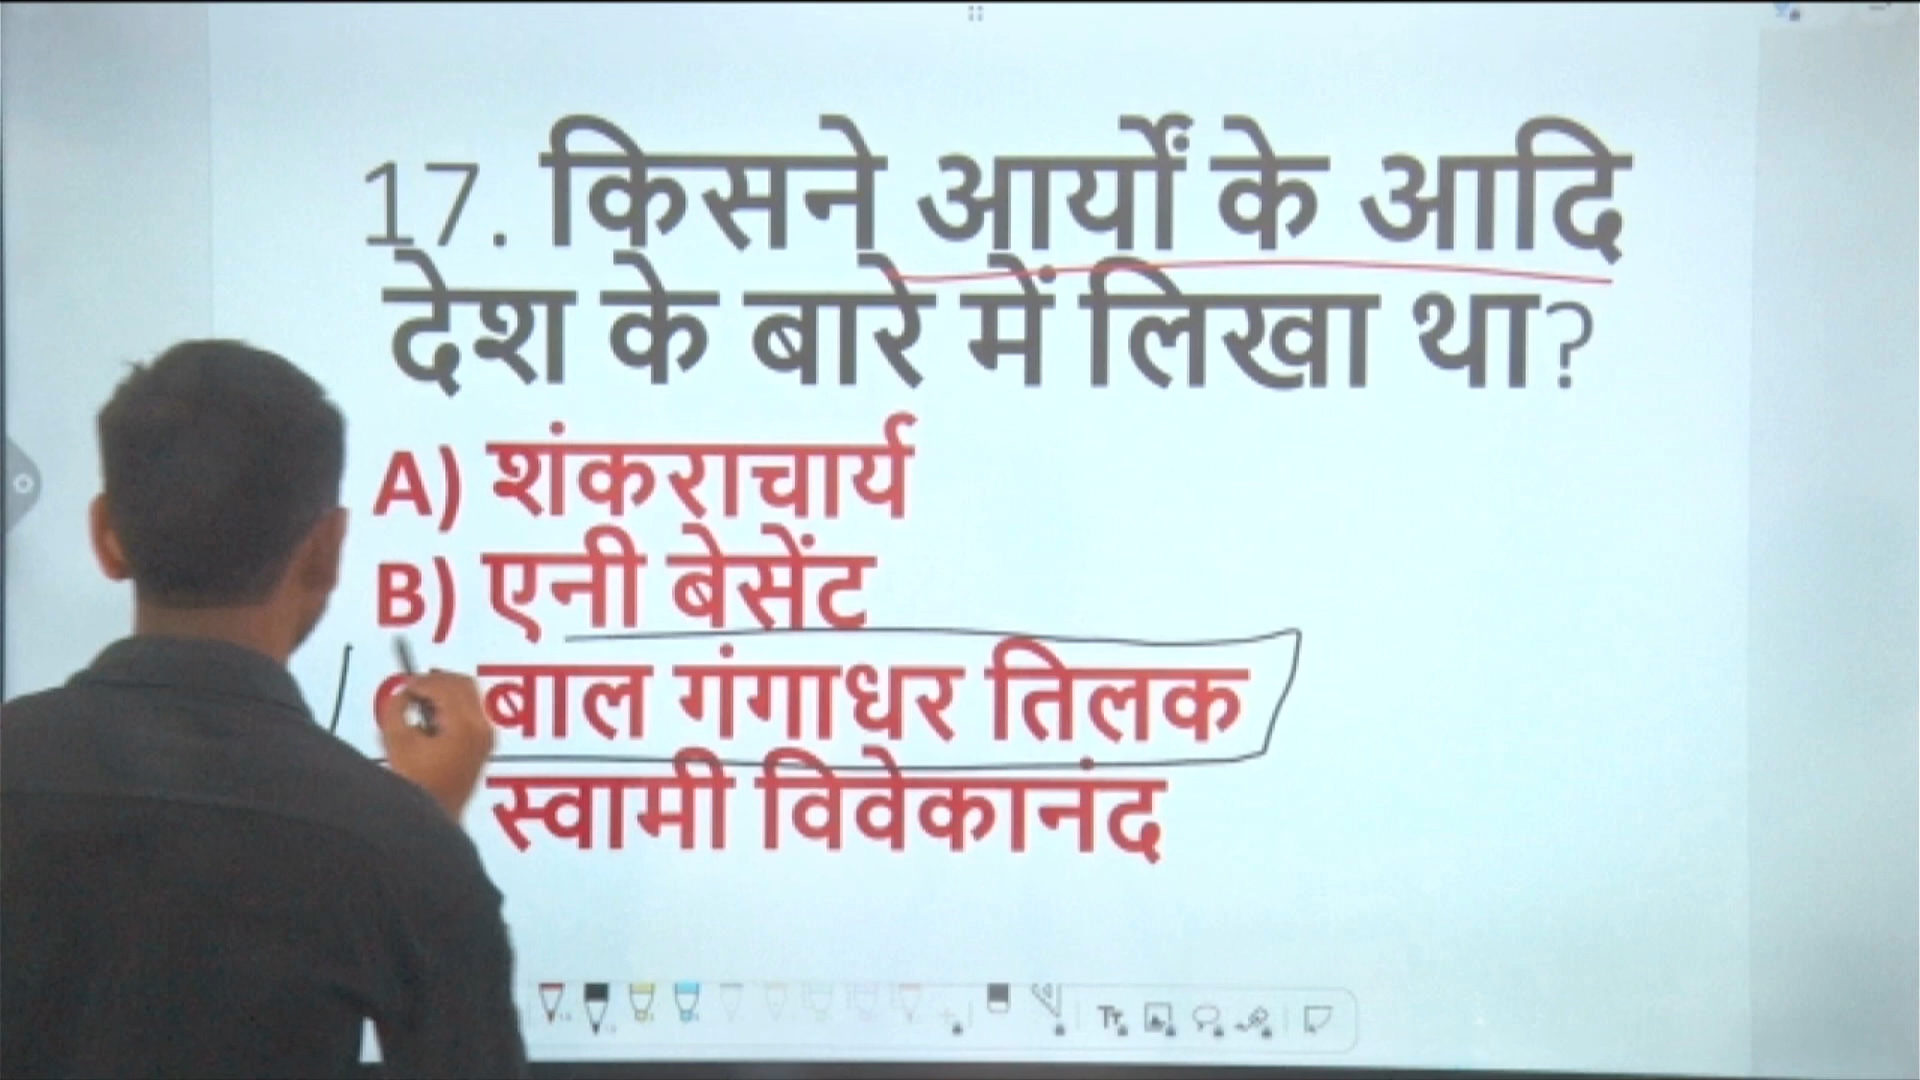 17. किसने आर्यों के आदि
देश के बारे में लिखा था?
A) शंकराचार्य
B) एनी बेसेंट
बाल गंगाधर तिलक
स्वामी विवेकानंद